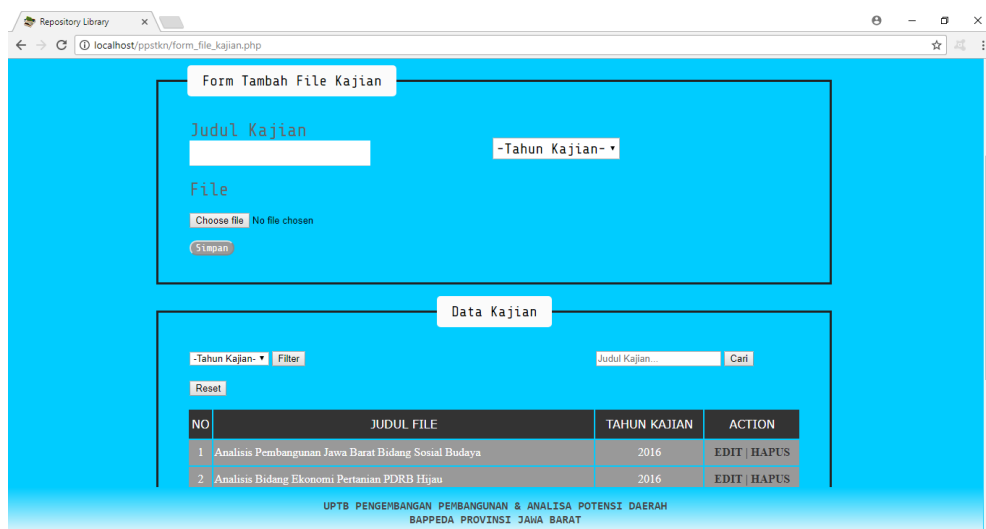 Repository Library
localhost/ppstkn/form_file_kajian.php
Form Tambah File Kajian
Judul Kajian
-Tahun Kajian-
File
Choose file No file chosen
Simpan
Data Kajian
-Tahun Kajian- Filter Judul Kajian... Cari
Reset
NO JUDUL FILE TAHUN KAJIAN ACTION
1 Analisis Pembangunan Jawa Barat Bidang Sosial Budaya 2016 EDIT | HAPUS
2 Analisis Bidang Ekonomi Pertanian PDRB Hijau 2016 EDIT | HAPUS
UPTB PENGEMBANGAN PEMBANGUNAN & ANALISA POTENSI DAERAH
BAPPEDA PROVINSI JAWA BARAT